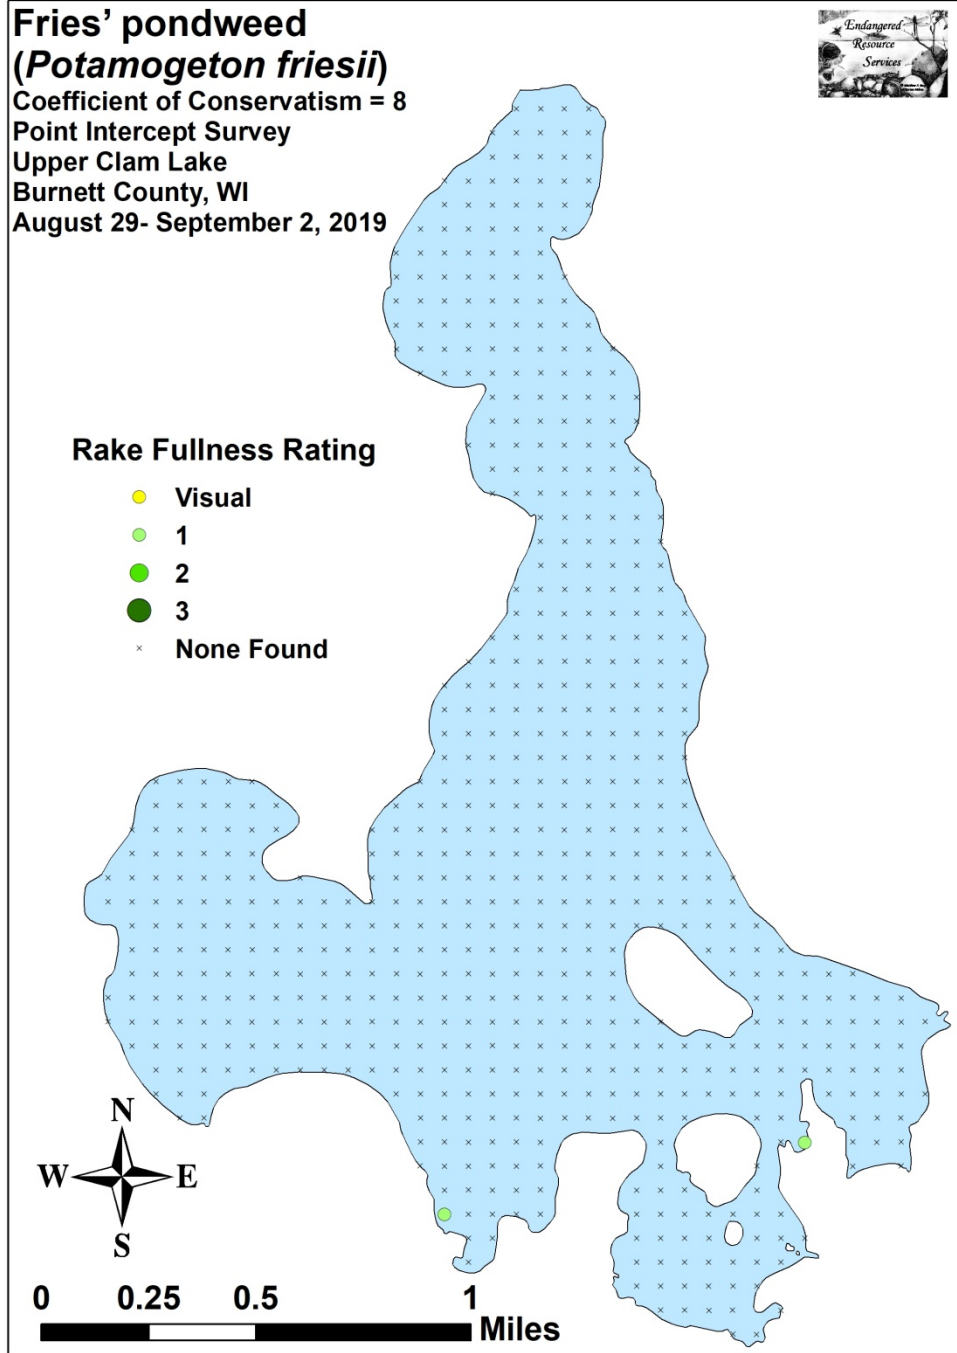 Fries’ pondweed
(Potamogeton friesii)
Coefficient of Conservatism = 8
Point Intercept Survey
Upper Clam Lake
Burnett County, WI
August 29- September 2, 2019
Endangered
Resource
Services
Rake Fullness Rating
Visual
1
2
3
None Found
N
W E
S
0 0.25 0.5 1
Miles